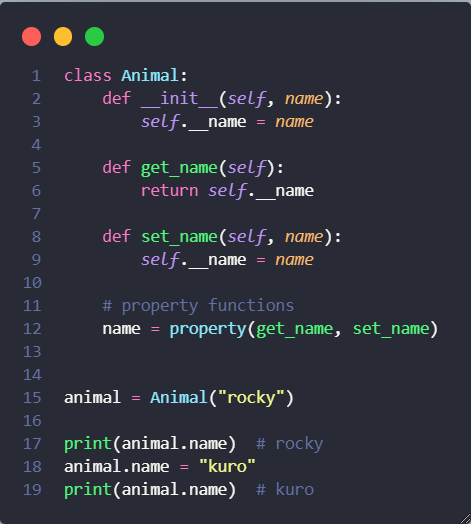 1 class Animal:
2     def __init__(self, name):
3         self.__name = name
4
5     def get_name(self):
6         return self.__name
7
8     def set_name(self, name):
9         self.__name = name
10
11     # property functions
12     name = property(get_name, set_name)
13
14
15 animal = Animal("rocky")
16
17 print(animal.name)  # rocky
18 animal.name = "kuro"
19 print(animal.name)  # kuro